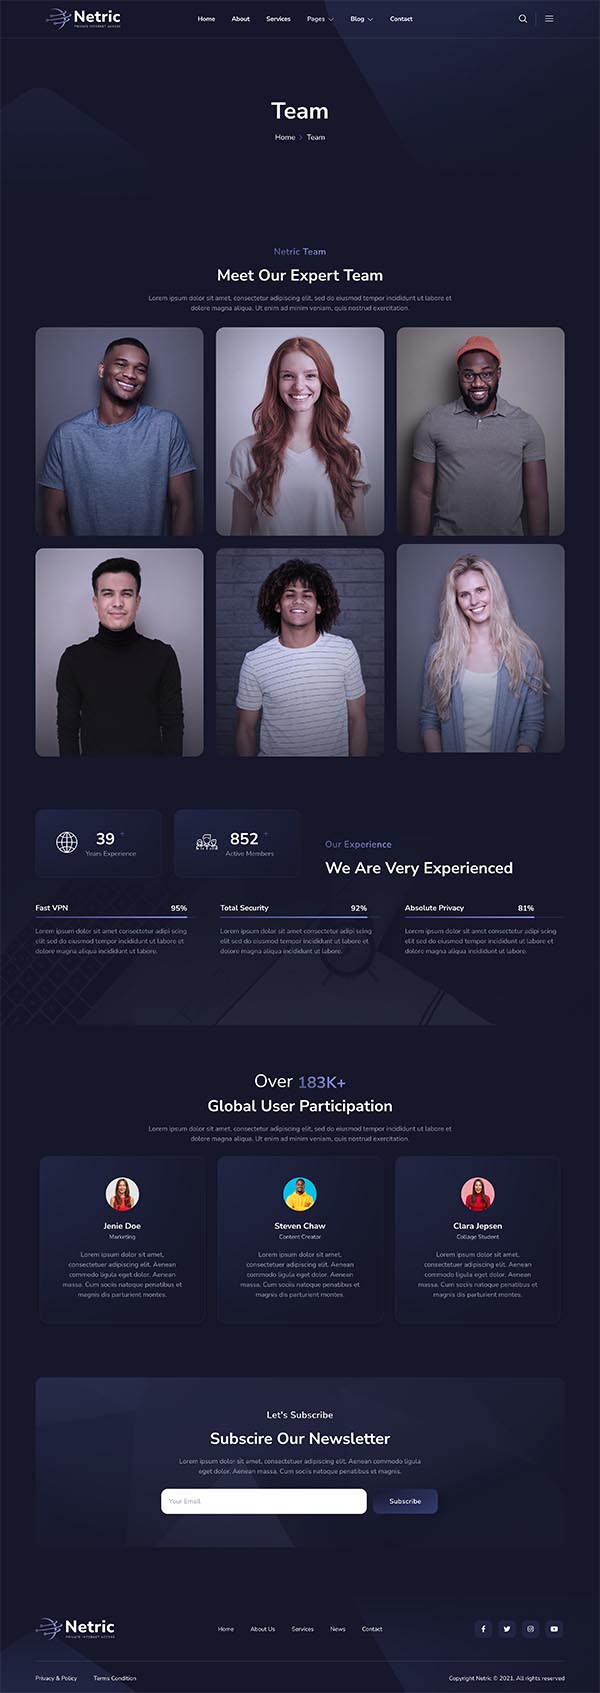 Netric
PRIVATE INTERNET ACCESS
Home About Services Pages Blog Contact
Team
Home Team
Netric Team
Meet Our Expert Team
Lorem ipsum dolor sit amet, consectetur adipiscing elit, sed do eiusmod tempor incididunt ut labore et
dolore magna aliqua. Ut enim ad minim veniam, quis nostrud exercitation.
39 +
Years Experience
852 +
Active Members
Our Experience
We Are Very Experienced
Fast VPN 95%
Lorem ipsum dolor sit amet consectetur adipi scing
elit sed do eiusmod tempor incididunt ut labore et
dolore magna aliqua incididunt ut labore.
Total Security 92%
Lorem ipsum dolor sit amet consectetur adipi scing
elit sed do eiusmod tempor incididunt ut labore et
dolore magna aliqua incididunt ut labore.
Absolute Privacy 81%
Lorem ipsum dolor sit amet consectetur adipi scing
elit sed do eiusmod tempor incididunt ut labore et
dolore magna aliqua incididunt ut labore.
Over 183K+
Global User Participation
Lorem ipsum dolor sit amet, consectetur adipiscing elit, sed do eiusmod tempor incididunt ut labore et
dolore magna aliqua. Ut enim ad minim veniam, quis nostrud exercitation.
Jenie Doe
Marketing
Lorem ipsum dolor sit amet,
consectetuer adipiscing elit. Aenean
commodo ligula eget dolor. Aenean
massa. Cum sociis natoque penatibus et
magnis dis parturient montes.
Steven Chaw
Content Creator
Lorem ipsum dolor sit amet,
consectetuer adipiscing elit. Aenean
commodo ligula eget dolor. Aenean
massa. Cum sociis natoque penatibus et
magnis dis parturient montes.
Clara Jepsen
Collage Student
Lorem ipsum dolor sit amet,
consectetuer adipiscing elit. Aenean
commodo ligula eget dolor. Aenean
massa. Cum sociis natoque penatibus et
magnis dis parturient montes.
Let's Subscribe
Subscire Our Newsletter
Lorem ipsum dolor sit amet, consectetuer adipiscing elit. Aenean commodo ligula
eget dolor. Aenean massa. Cum sociis natoque penatibus et magnis.
Your Email
Subscribe
Netric
PRIVATE INTERNET ACCESS
Home About Us Services News Contact
Privacy & Policy Terms Condition
Copyright Netric © 2021. All rights reserved